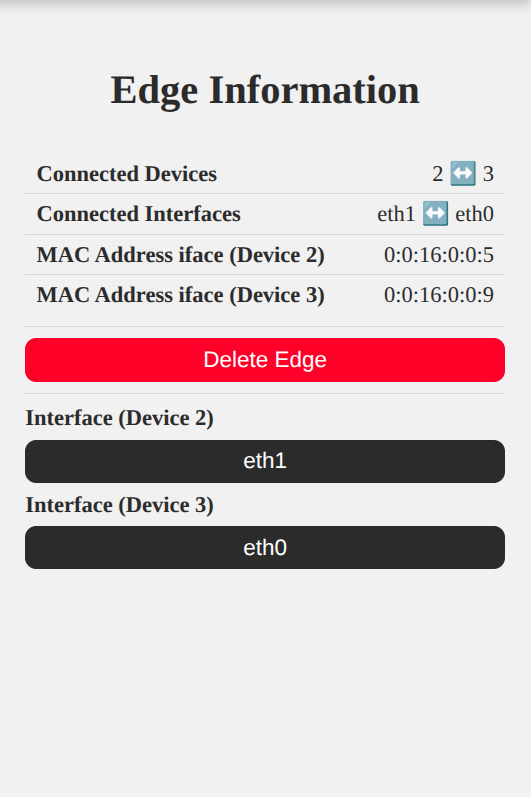 Edge Information
Connected Devices 2 ↔️ 3
Connected Interfaces eth1 ↔️ eth0
MAC Address iface (Device 2) 0:0:16:0:0:5
MAC Address iface (Device 3) 0:0:16:0:0:9
Delete Edge
Interface (Device 2)
eth1
Interface (Device 3)
eth0